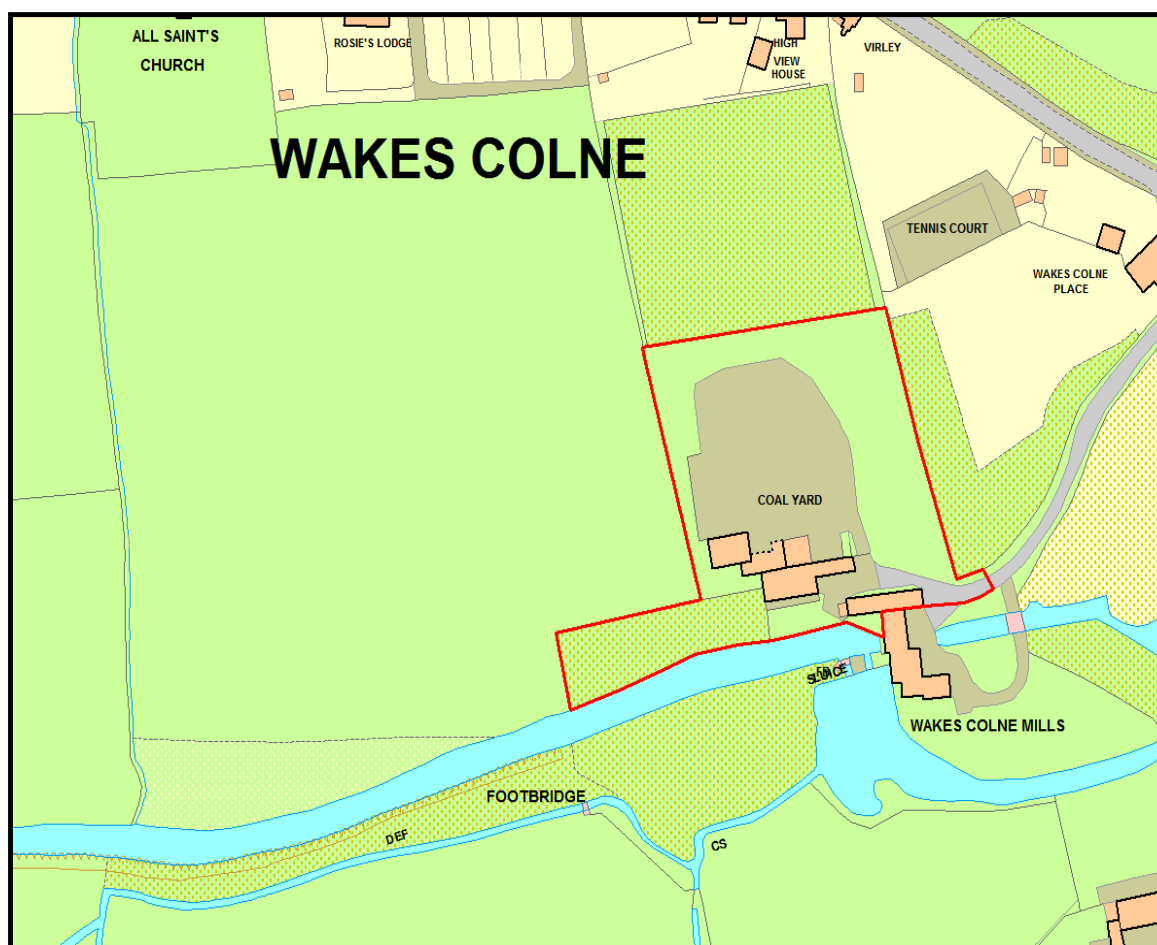 ALL SAINT'S
CHURCH
ROSIE'S LODGE
HIGH
VIEW
HOUSE
VIRLEY
WAKES COLNE
TENNIS COURT
WAKES COLNE
PLACE
COAL YARD
SLUICE
WAKES COLNE MILLS
FOOTBRIDGE
DEF
CS